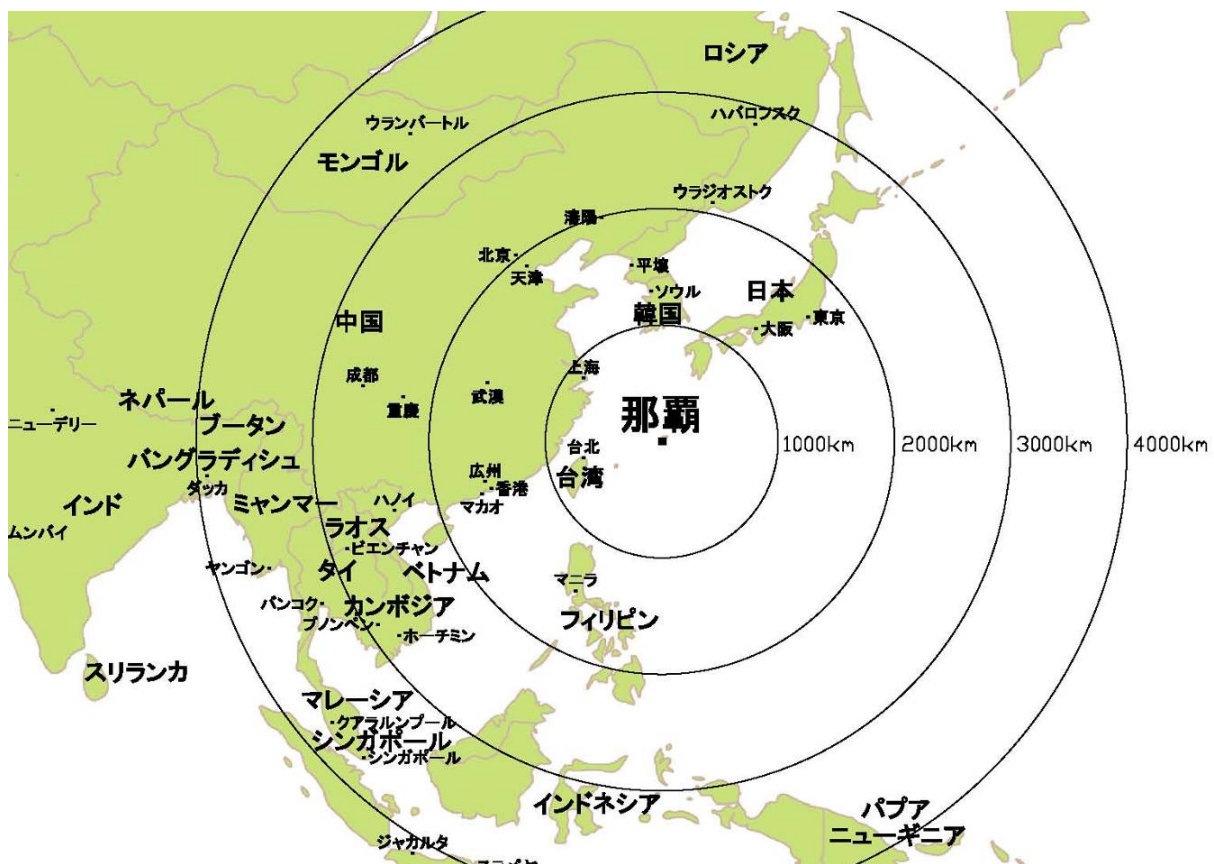 ロシア
ハバロフスク
ウランバートル
モンゴル
ウラジオストク
瀋陽
北京
天津
平壌
ソウル
日本
韓国
中国
東京
大阪
上海
成都
武漢
重慶
ネパール
ブータン
那覇
ニューデリー
1000km
2000km
3000km
4000km
台北
台湾
バングラディシュ
ダッカ
広州
香港
マカオ
インド
ミャンマー
ハノイ
ムンバイ
ラオス
ビエンチャン
ヤンゴン
タイ
ベトナム
マニラ
バンコク
カンボジア
プノンペン
ホーチミン
フィリピン
スリランカ
マレーシア
クアラルンプール
シンガポール
シンガポール
インドネシア
パプア
ニューギニア
ジャカルタ